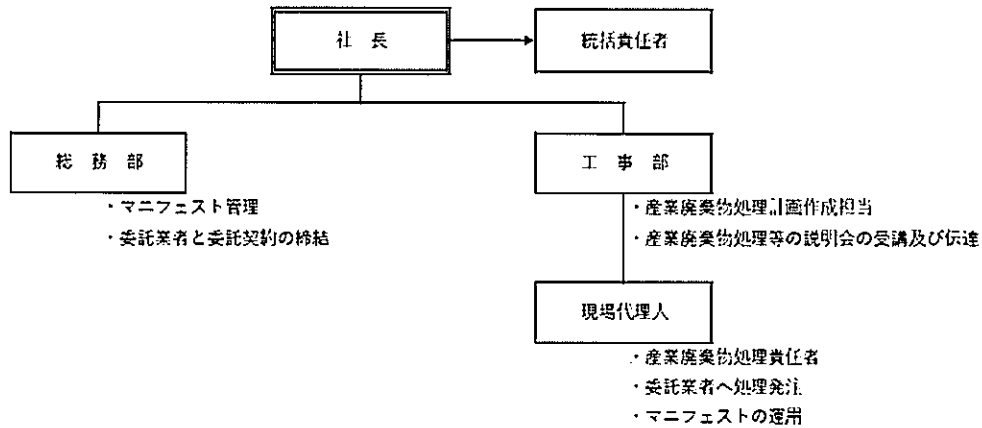 社 長
統括責任者
総 務 部
工 事 部
・マニフェスト管理
・委託業者と委託契約の締結
・産業廃棄物処理計画作成担当
・産業廃棄物処理等の説明会の受講及び伝達
現場代理人
・産業廃棄物処理責任者
・委託業者へ処理発注
・マニフェストの運用